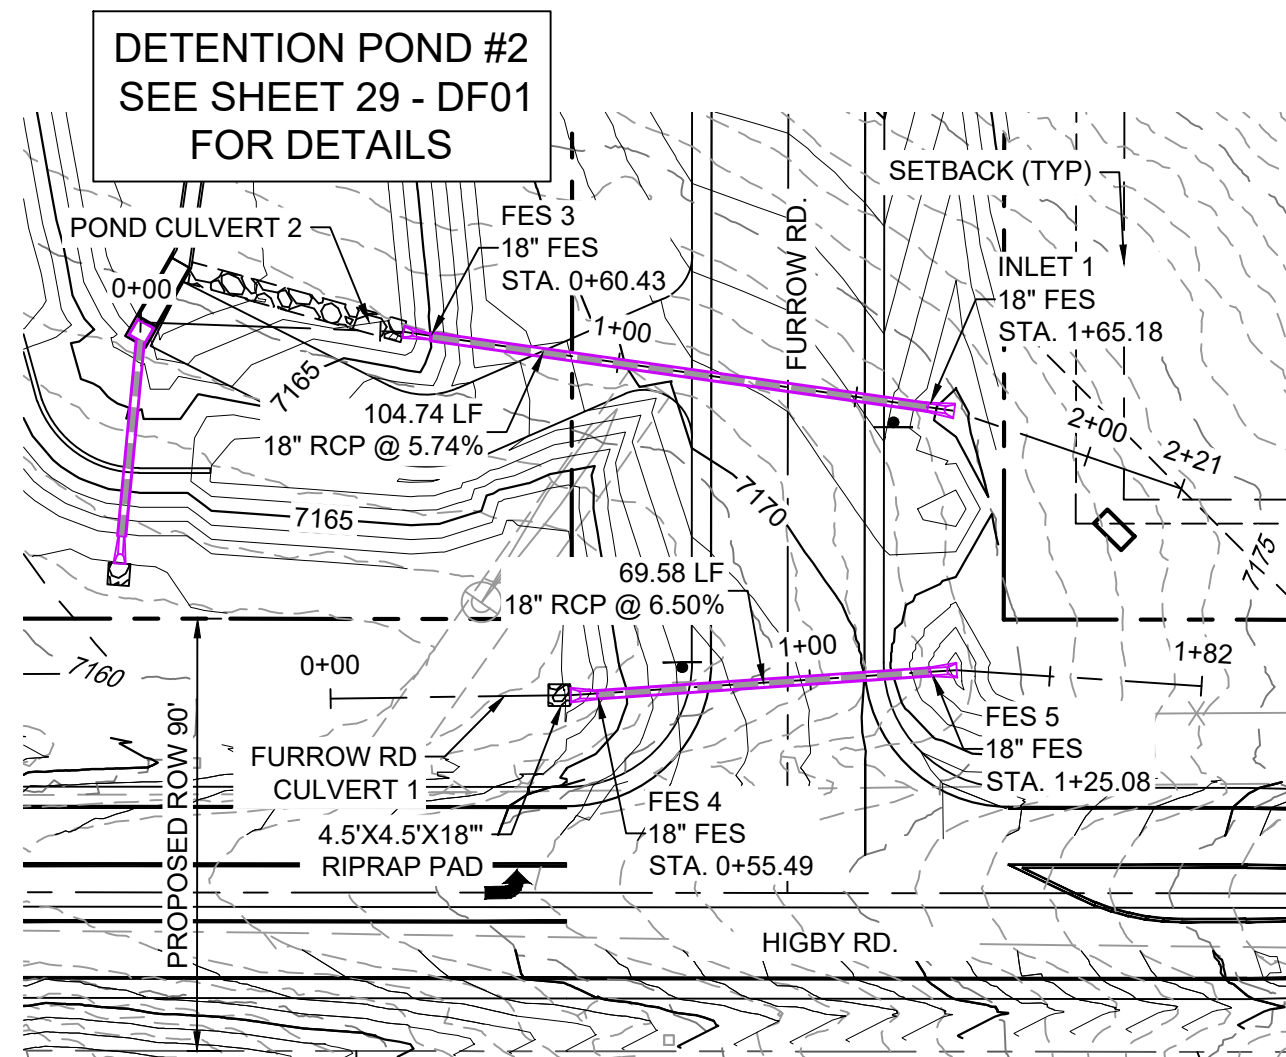 DETENTION POND #2
SEE SHEET 29 - DF01
FOR DETAILS
SETBACK (TYP)
POND CULVERT 2
FES 3
18" FES
STA. 0+60.43
FURROW RD.
INLET 1
18" FES
STA. 1+65.18
0+00
1+00
7165
104.74 LF
18" RCP @ 5.74%
2+00
2+21
7165
7170
7175
69.58 LF
18" RCP @ 6.50%
7160
0+00
1+00
1+82
PROPOSED ROW 90'
FURROW RD
CULVERT 1
FES 5
18" FES
STA. 1+25.08
4.5'X4.5'X18'"
RIPRAP PAD
FES 4
18" FES
STA. 0+55.49
HIGBY RD.